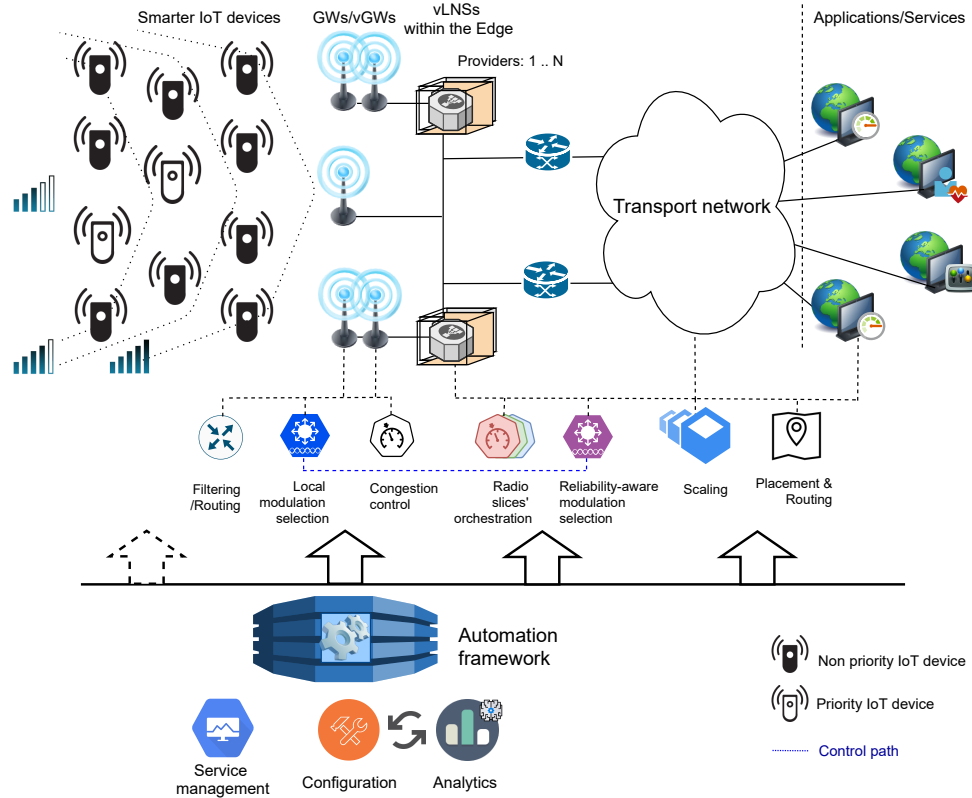 Smarter IoT devices
GWs/vGWs
vLNSs
within the Edge
Providers: 1 .. N
Applications/Services
Transport network
Filtering
/Routing
Local
modulation
selection)
Congestion
control
Radio
slices'
orchestration)
Reliability-aware
modulation
selection
Scaling
Placement &
Routing
Automation
framework
Service
management
Configuration
Analytics
Non priority IoT device
Priority IoT device
Control path